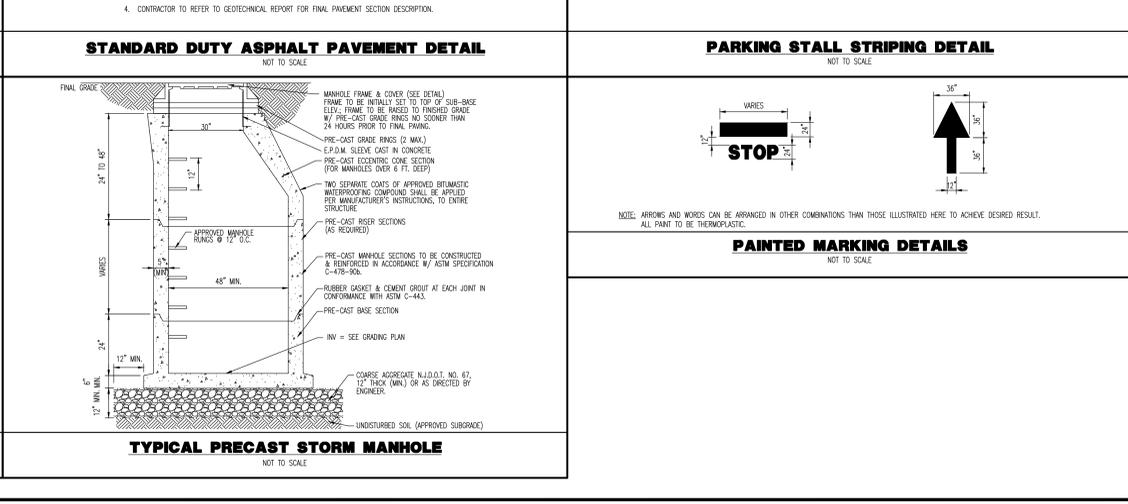 4. CONTRACTOR TO REFER TO GEOTECHNICAL REPORT FOR FINAL PAVEMENT SECTION DESCRIPTION.
STANDARD DUTY ASPHALT PAVEMENT DETAIL
NOT TO SCALE
FINAL GRADE
MANHOLE FRAME & COVER (SEE DETAIL)
FRAME TO BE INITIALLY SET TO TOP OF SUB-BASE
ELEV.; FRAME TO BE RAISED TO FINISHED GRADE
W/ PRE-CAST GRADE RINGS NO SOONER THAN
24 HOURS PRIOR TO FINAL PAVING.
30"
PRE-CAST GRADE RINGS (2 MAX.)
E.P.D.M. SLEEVE CAST IN CONCRETE
PRE-CAST ECCENTRIC CONE SECTION
(FOR MANHOLES OVER 6 FT. DEEP)
24" TO 48"
12"
TWO SEPARATE COATS OF APPROVED BITUMASTIC
WATERPROOFING COMPOUND SHALL BE APPLIED
PER MANUFACTURER'S INSTRUCTIONS, TO ENTIRE
STRUCTURE
PRE-CAST RISER SECTIONS
(AS REQUIRED)
APPROVED MANHOLE
RUNGS @ 12" O.C.
VARIES
5"
(MIN)
PRE-CAST MANHOLE SECTIONS TO BE CONSTRUCTED
& REINFORCED IN ACCORDANCE W/ ASTM SPECIFICATION
C-478-90b.
48" MIN.
RUBBER GASKET & CEMENT GROUT AT EACH JOINT IN
CONFORMANCE WITH ASTM C-443.
PRE-CAST BASE SECTION
24"
INV = SEE GRADING PLAN
12" MIN.
6"
12" MIN. MIN.
COARSE AGGREGATE N.J.D.O.T. NO. 67,
12" THICK (MIN.) OR AS DIRECTED BY
ENGINEER.
UNDISTURBED SOIL (APPROVED SUBGRADE)
TYPICAL PRECAST STORM MANHOLE
NOT TO SCALE
PARKING STALL STRIPING DETAIL
NOT TO SCALE
VARIES
24"
12"
STOP
24"
36"
36"
36"
12"
NOTE: ARROWS AND WORDS CAN BE ARRANGED IN OTHER COMBINATIONS THAN THOSE ILLUSTRATED HERE TO ACHIEVE DESIRED RESULT.
ALL PAINT TO BE THERMOPLASTIC.
PAINTED MARKING DETAILS
NOT TO SCALE